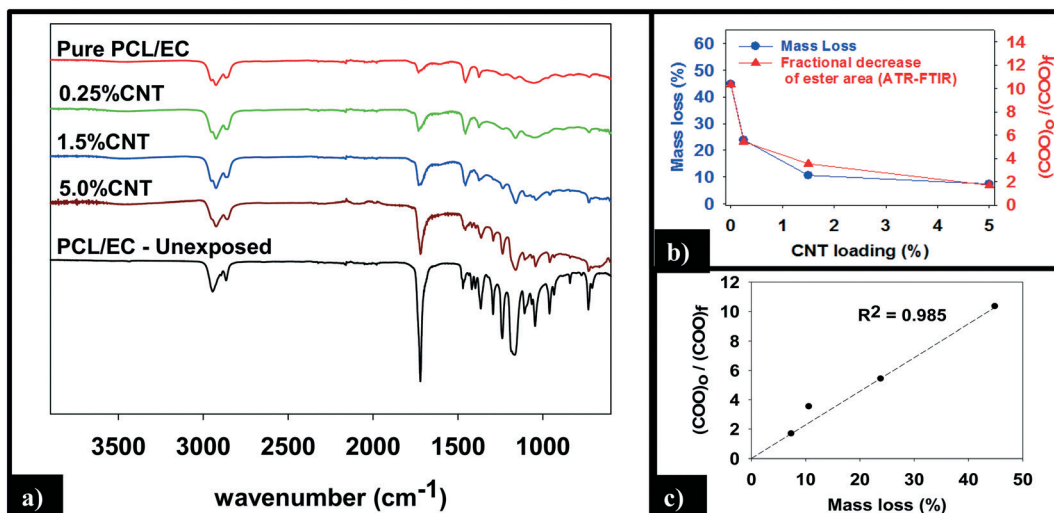 Pure PCL/EC
0.25%CNT
1.5%CNT
5.0%CNT
PCL/EC - Unexposed
3500 3000 2500 2000 1500 1000
wavenumber (cm-1)
a)
Mass Loss
Fractional decrease
of ester area (ATR-FTIR)
Mass loss (%)
60
50
40
30
20
10
0
14
12
10
8
6
4
2
0
(COO)o/ (COO)f
0 1 2 3 4 5
CNT loading (%)
b)
R2 = 0.985
(COO)o / (COO)f
12
10
8
6
4
2
0
0 10 20 30 40 50
Mass loss (%)
c)